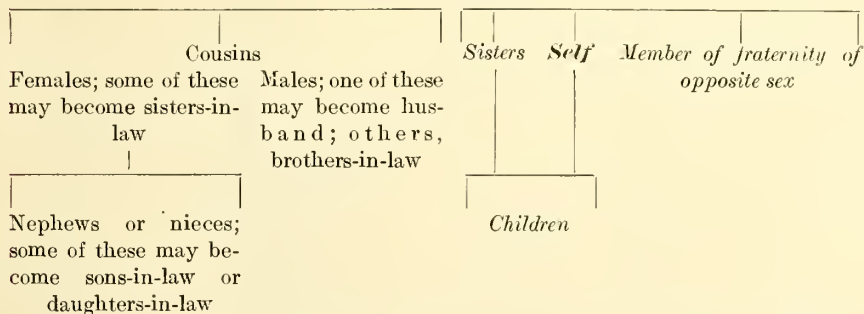 Cousins
Females; some of these
may become sisters-in-
law
Males; one of these
may become hus-
band; others,
brothers-in-law
Sisters Self Member of fraternity of
opposite sex
Nephews or nieces;
some of these may be-
come sons-in-law or
daughters-in-law
Children